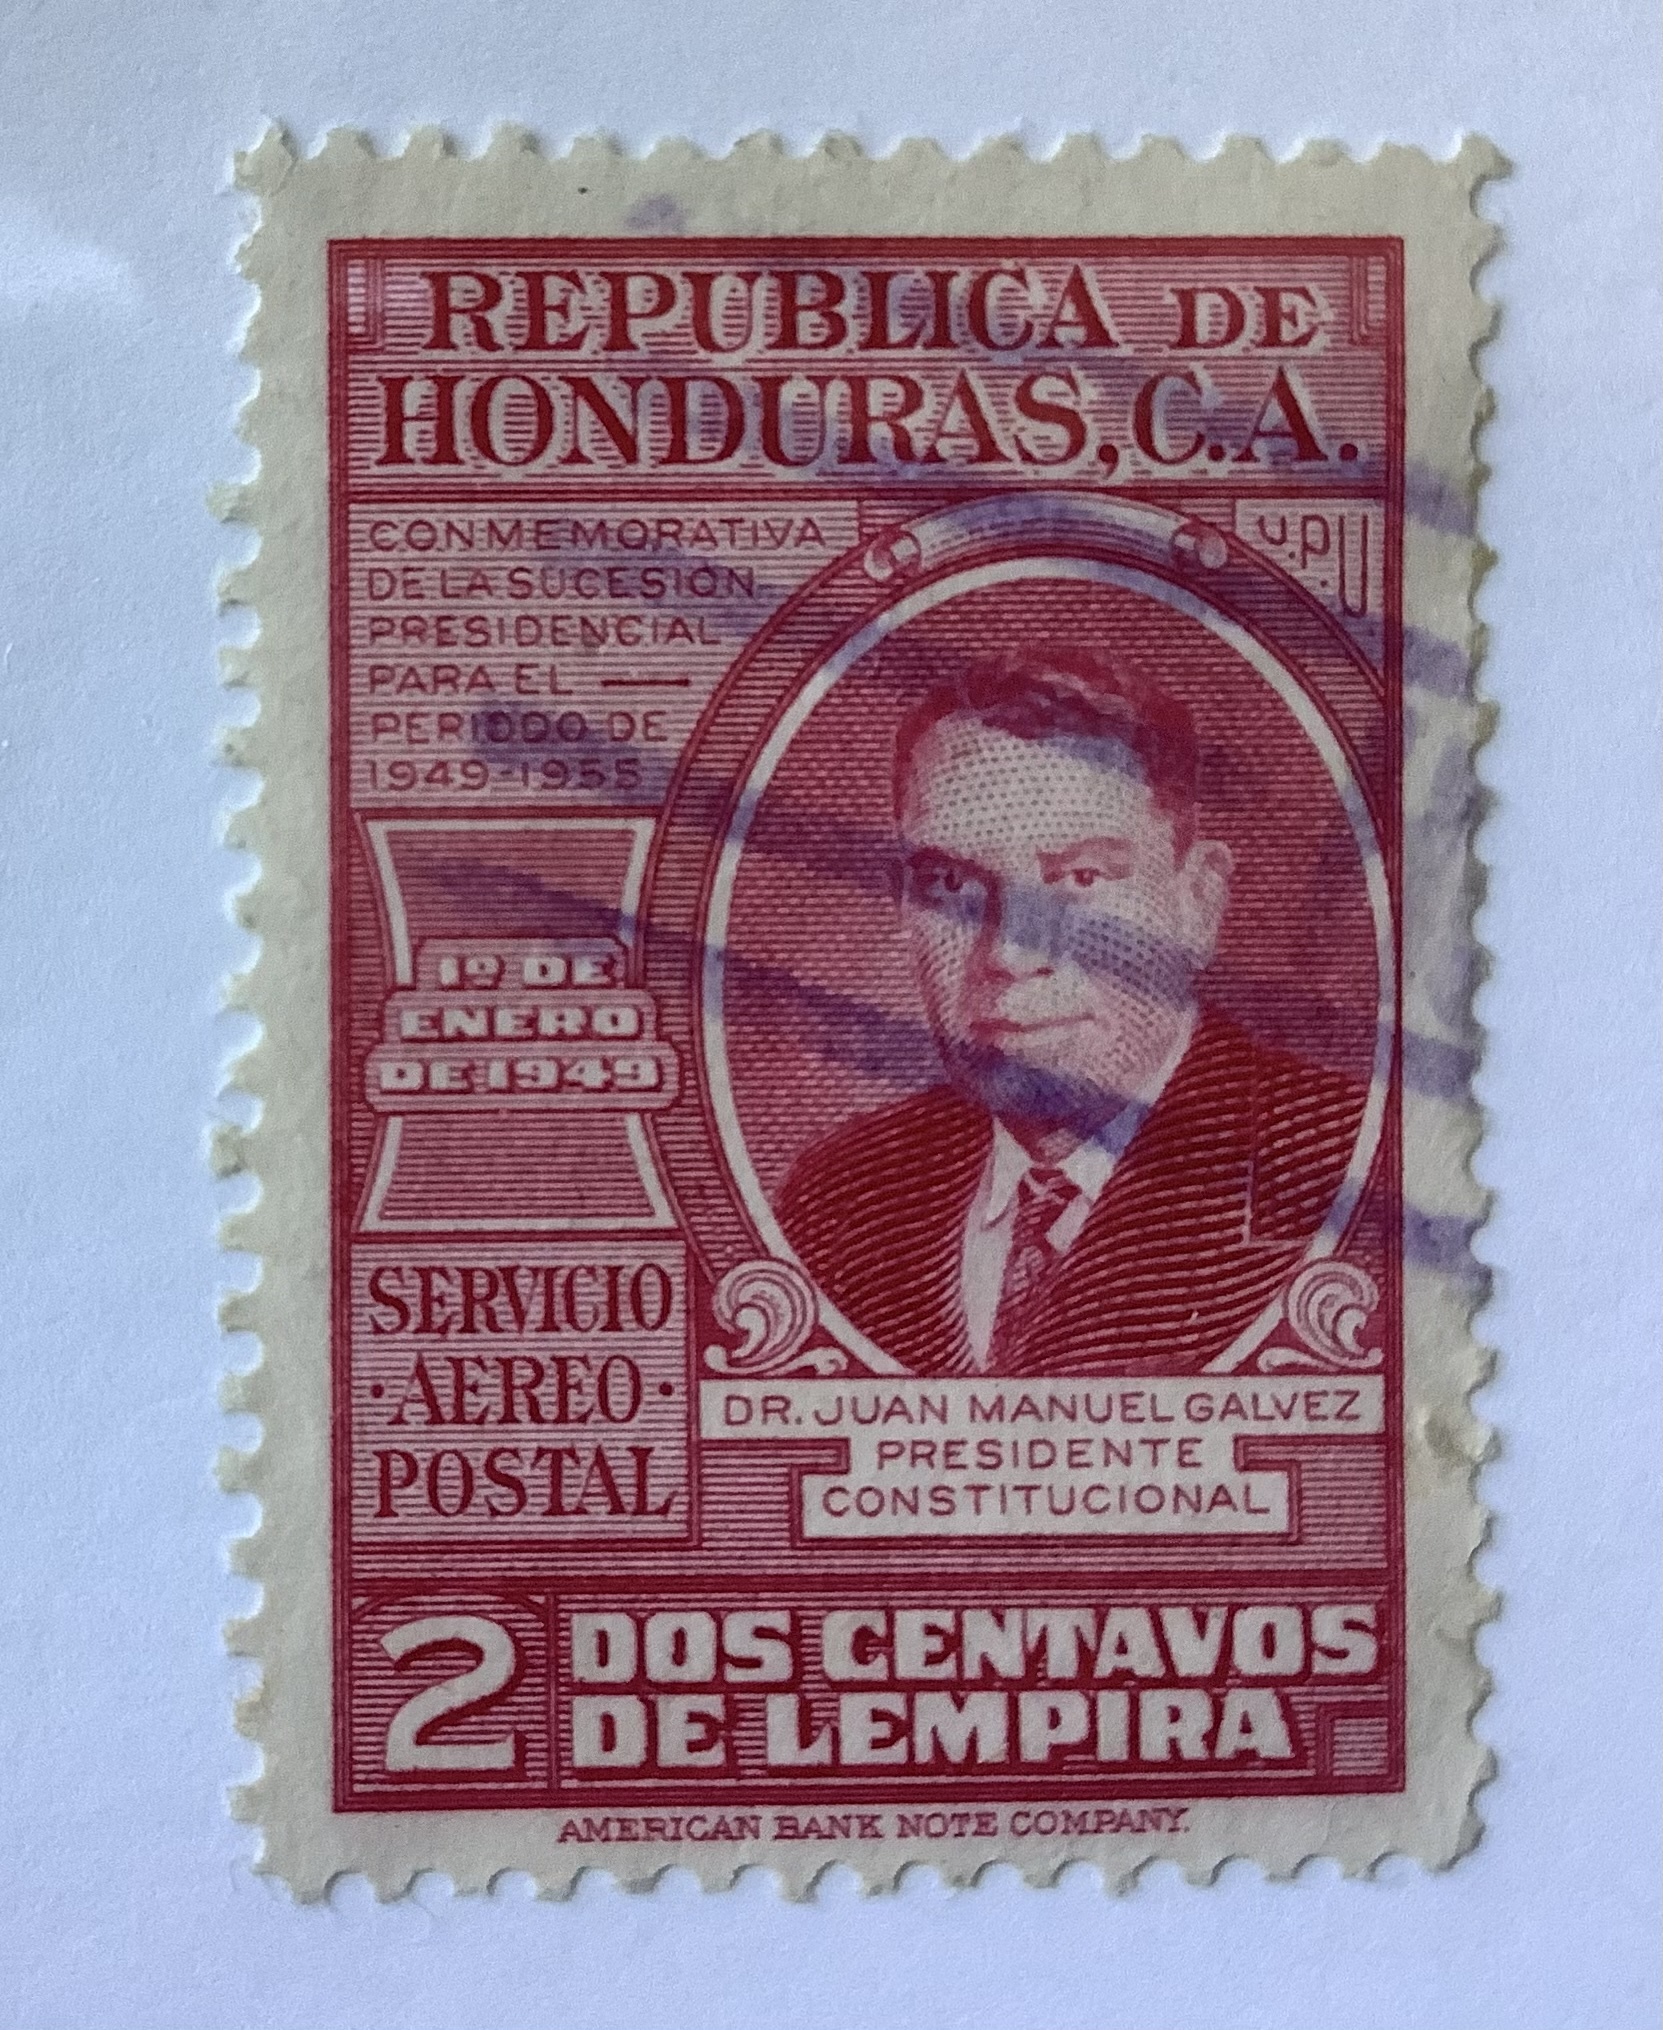 REPUBLICA DE
HONDURAS, C.A.
CONMEMORATIVA
DE LA SUCESION
PRESIDENCIAL
PARA EL —
PERIODO DE
1949-1955
U.P.U
1º DE
ENERO
DE 1949
SERVICIO
·AEREO·
POSTAL
DR. JUAN MANUEL GALVEZ
PRESIDENTE
CONSTITUCIONAL
2 DOS CENTAVOS
DE LEMPIRA
AMERICAN BANK NOTE COMPANY.